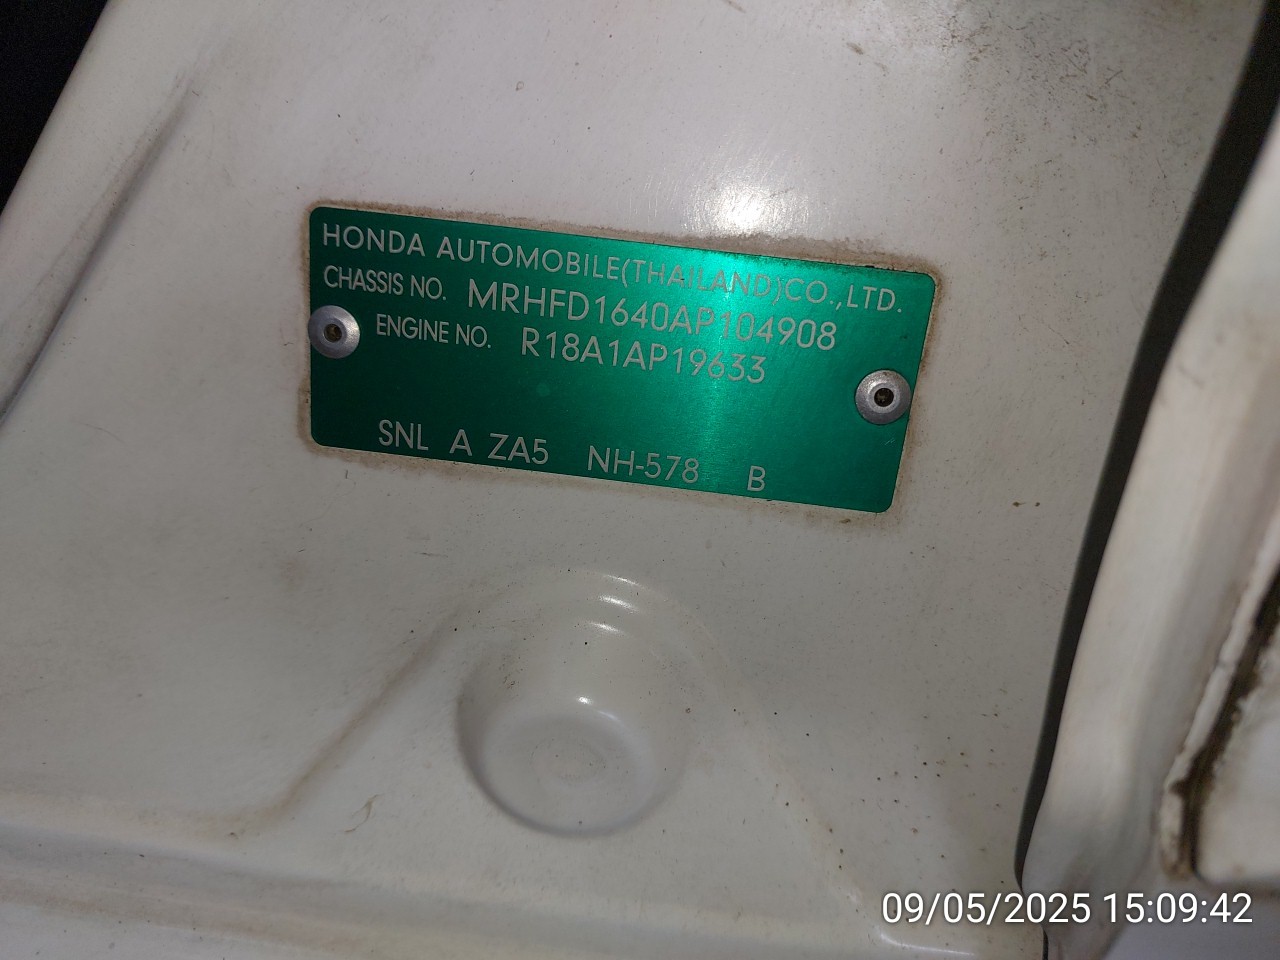 HONDA AUTOMOBILE(THAILAND)CO.,LTD.
CHASSIS NO. MRHFD1640AP104908
ENGINE NO. R18A1AP19633
SNL A ZA5 NH-578 B
09/05/2025 15:09:42